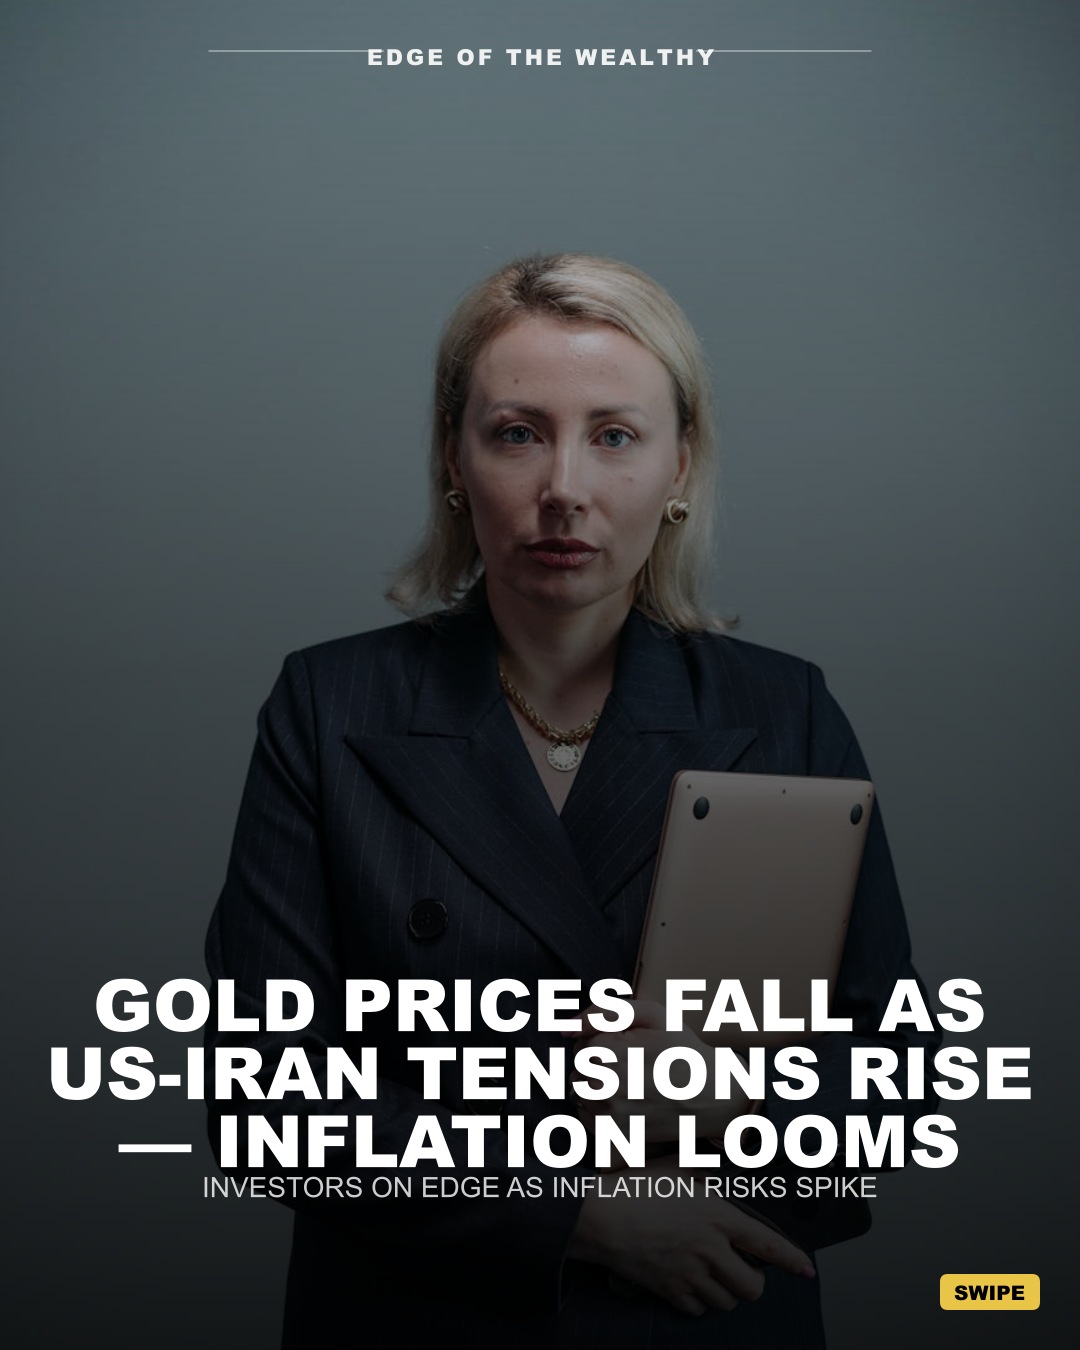 EDGE OF THE WEALTHY
GOLD PRICES FALL AS
US-IRAN TENSIONS RISE
— INFLATION LOOMS
INVESTORS ON EDGE AS INFLATION RISKS SPIKE
SWIPE